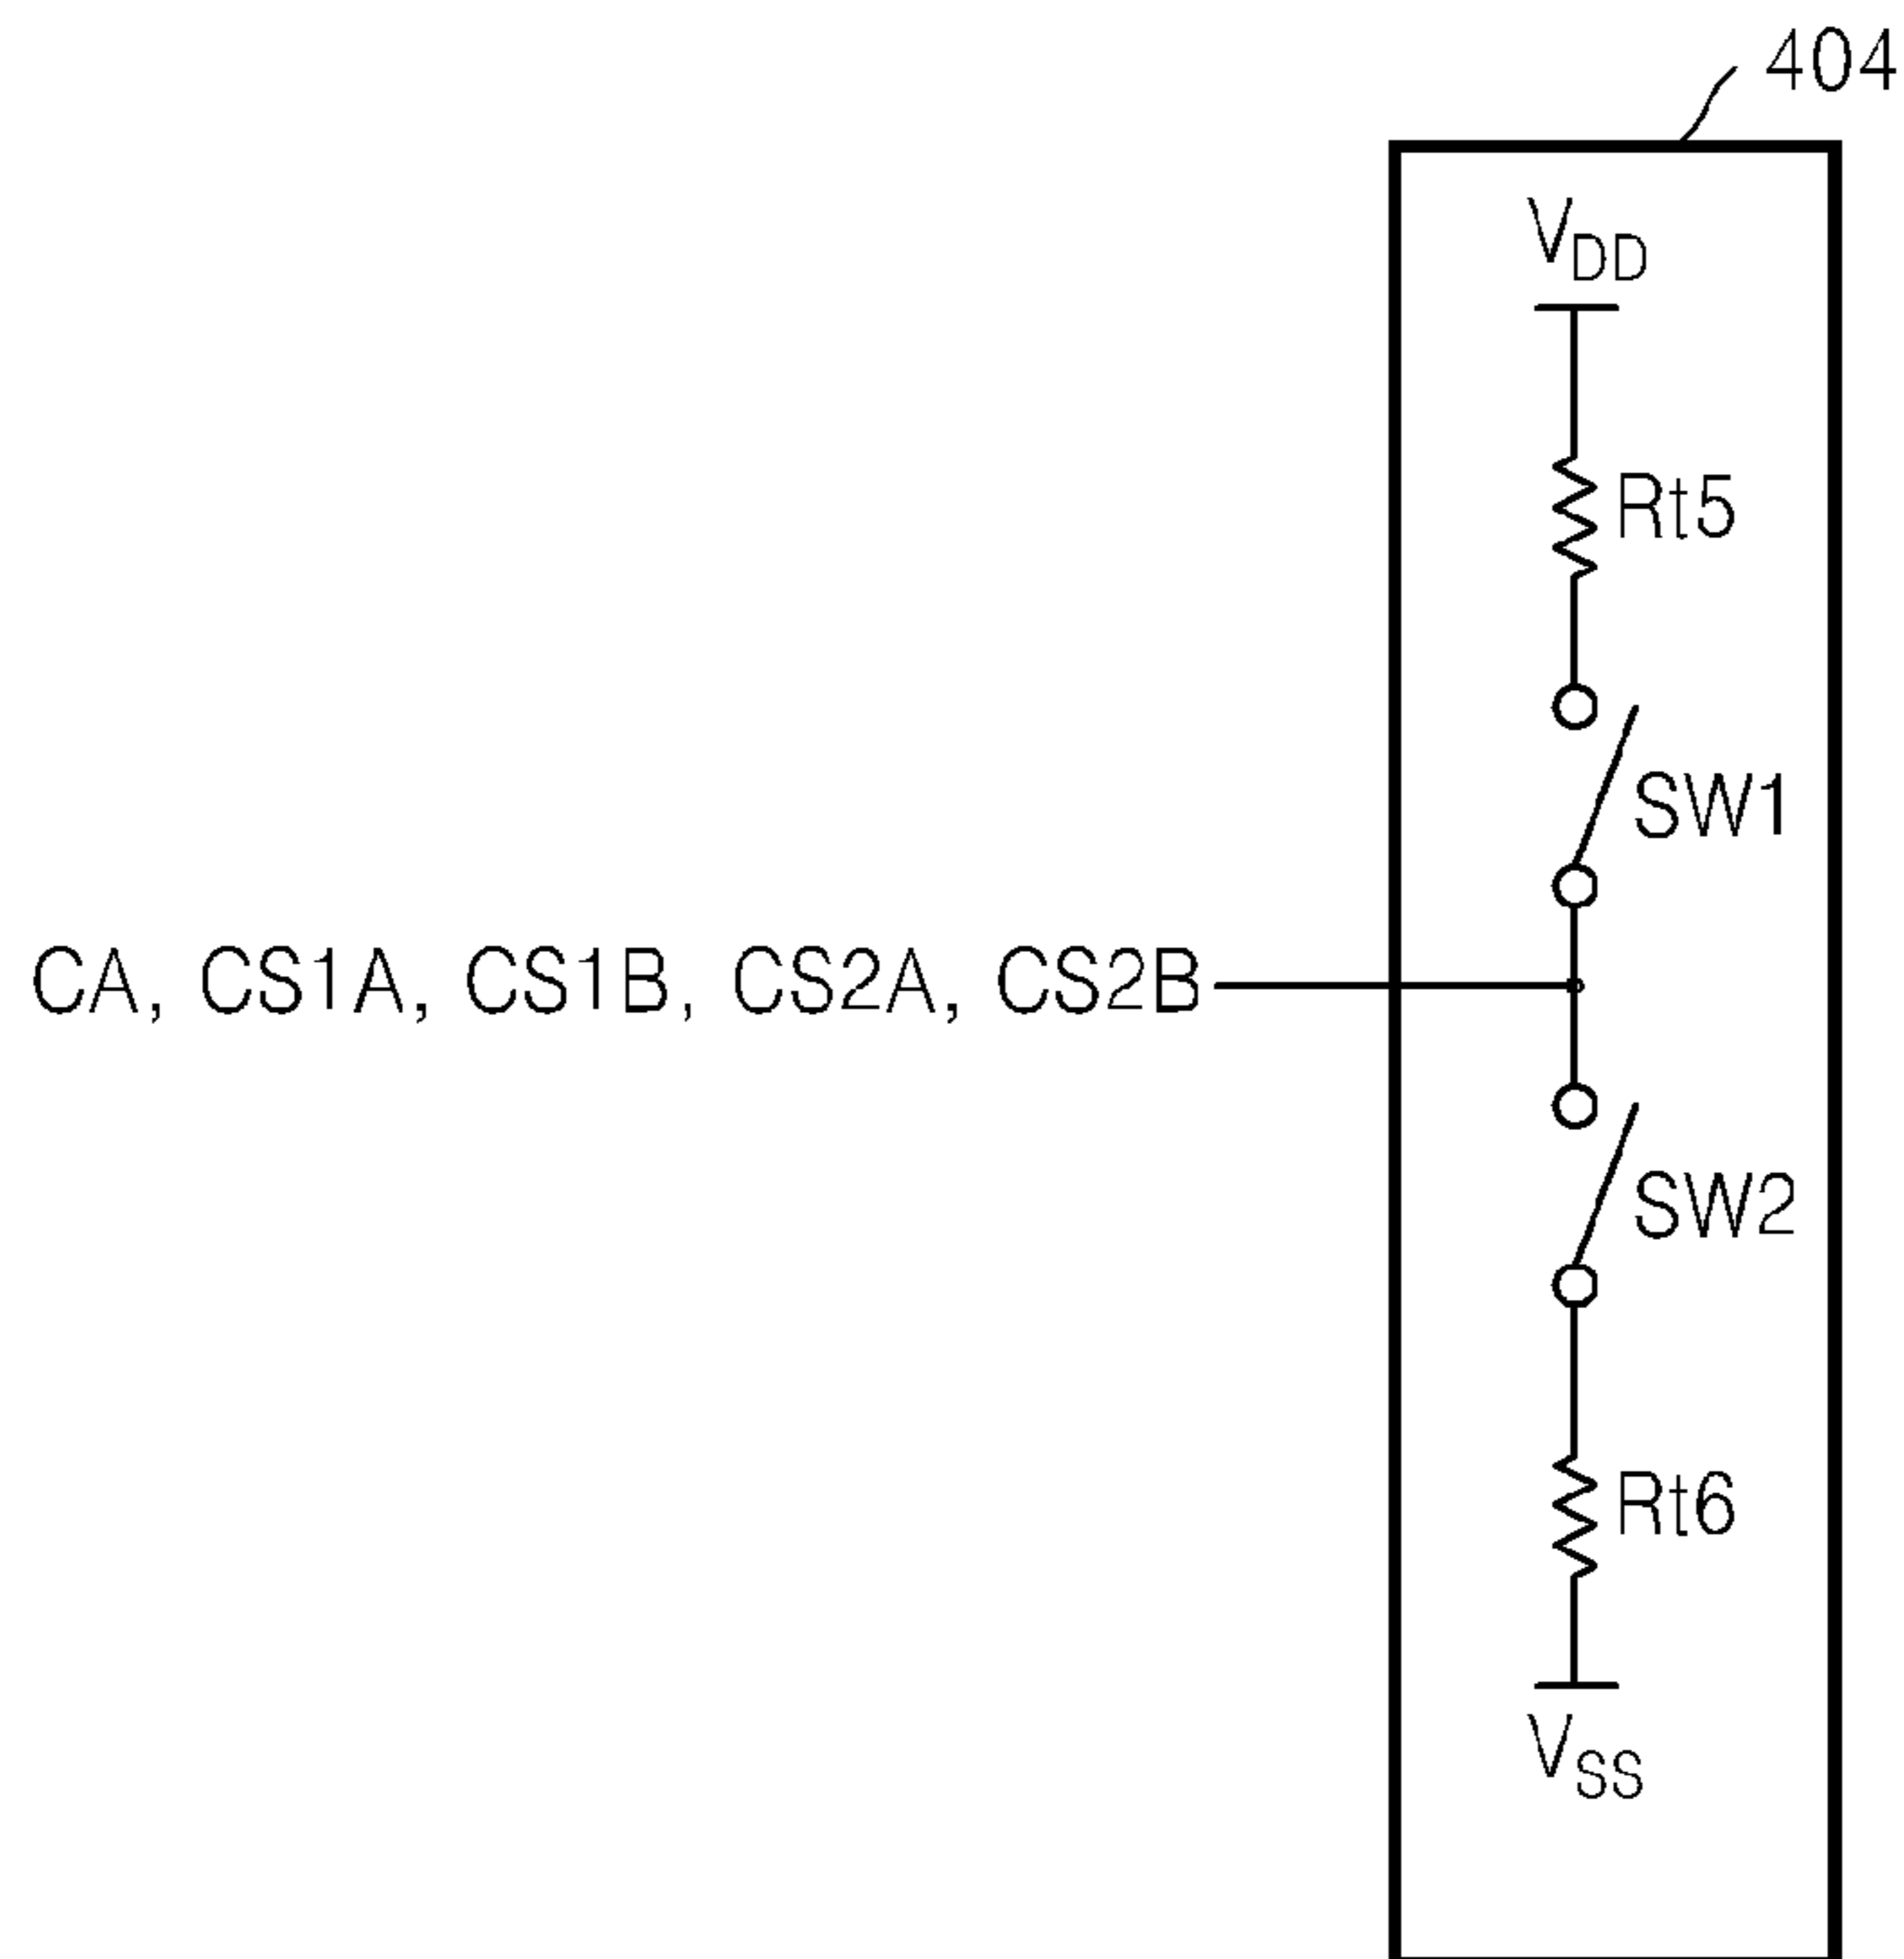 404
VDD
Rt5
SW1
CA, CS1A, CS1B, CS2A, CS2B
SW2
Rt6
VSS